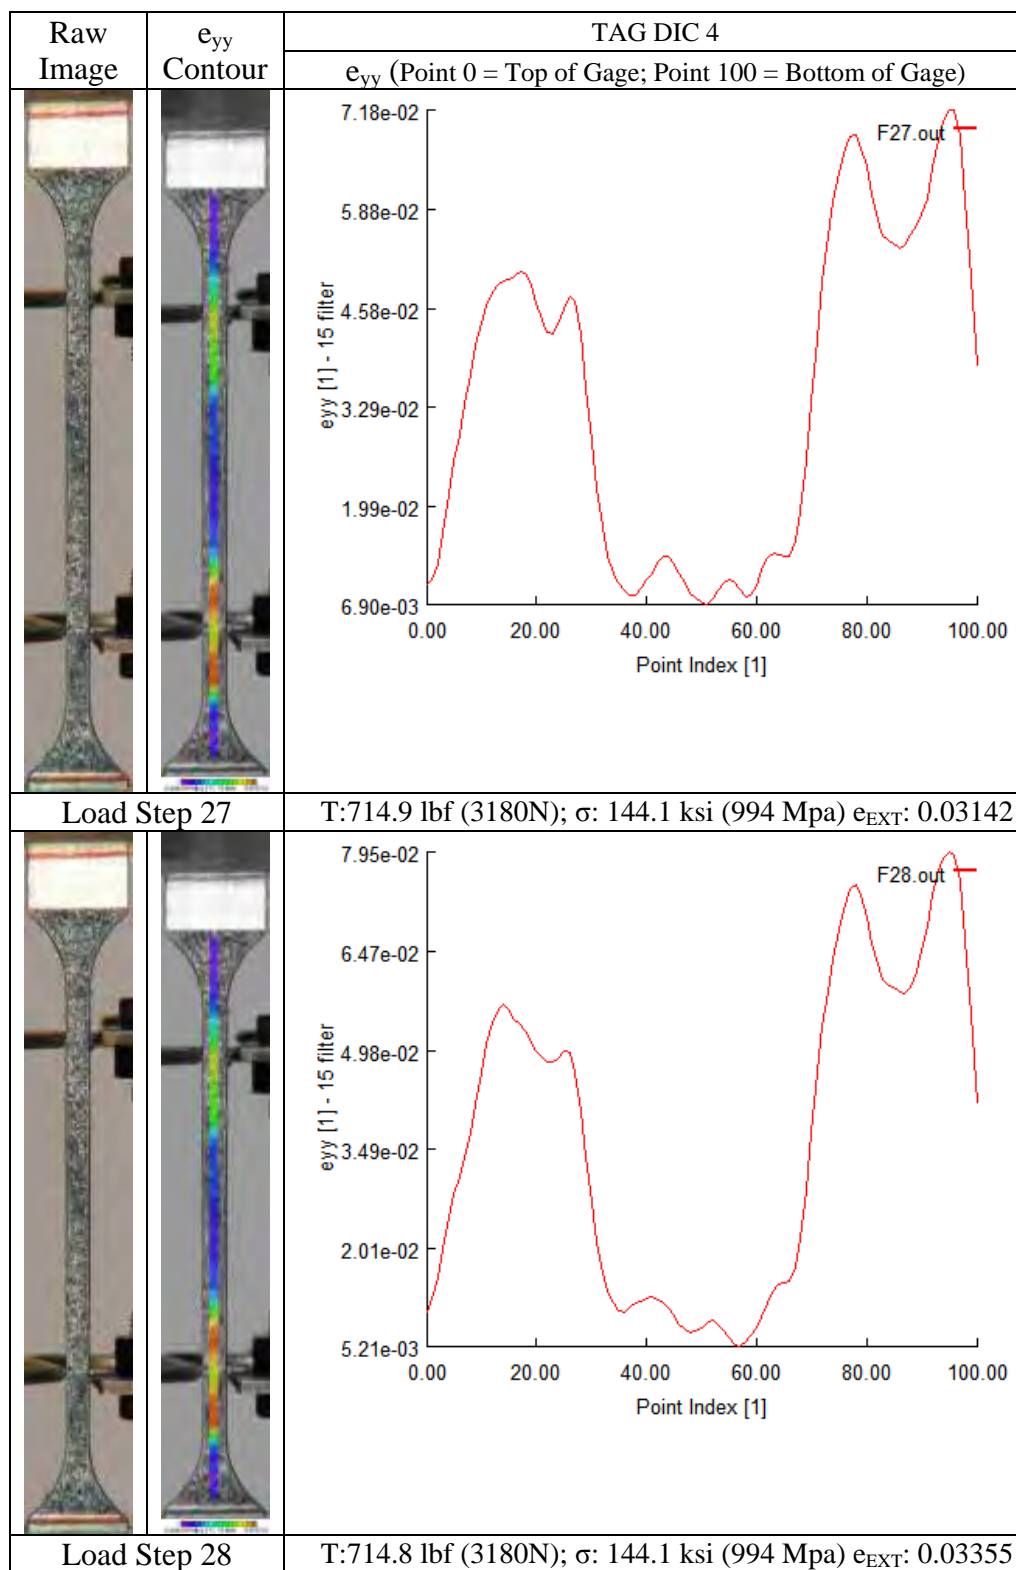 Raw Image
e_yy Contour
TAG DIC 4
e_yy (Point 0 = Top of Gage; Point 100 = Bottom of Gage)
7.18e-02
F27.out
5.88e-02
4.58e-02
3.29e-02
1.99e-02
6.90e-03
eyy [1] - 15 filter
0.00 20.00 40.00 60.00 80.00 100.00
Point Index [1]
Load Step 27
T:714.9 lbf (3180N); σ: 144.1 ksi (994 Mpa) e_EXT: 0.03142
7.95e-02
F28.out
6.47e-02
4.98e-02
3.49e-02
2.01e-02
5.21e-03
eyy [1] - 15 filter
0.00 20.00 40.00 60.00 80.00 100.00
Point Index [1]
Load Step 28
T:714.8 lbf (3180N); σ: 144.1 ksi (994 Mpa) e_EXT: 0.03355